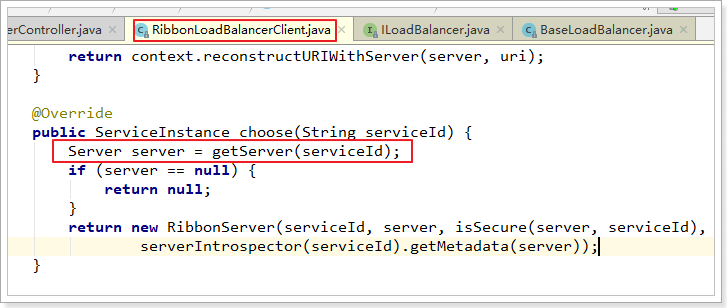 erController.java × RibbonLoadBalancerClient.java × ILoadBalancer.java × BaseLoadBalancer.java ×
return context.reconstructURIWithServer(server, uri);
}
@Override
public ServiceInstance choose(String serviceId) {
Server server = getServer(serviceId);
if (server == null) {
return null;
}
return new RibbonServer(serviceId, server, isSecure(server, serviceId),
serverIntrospector(serviceId).getMetadata(server));
}